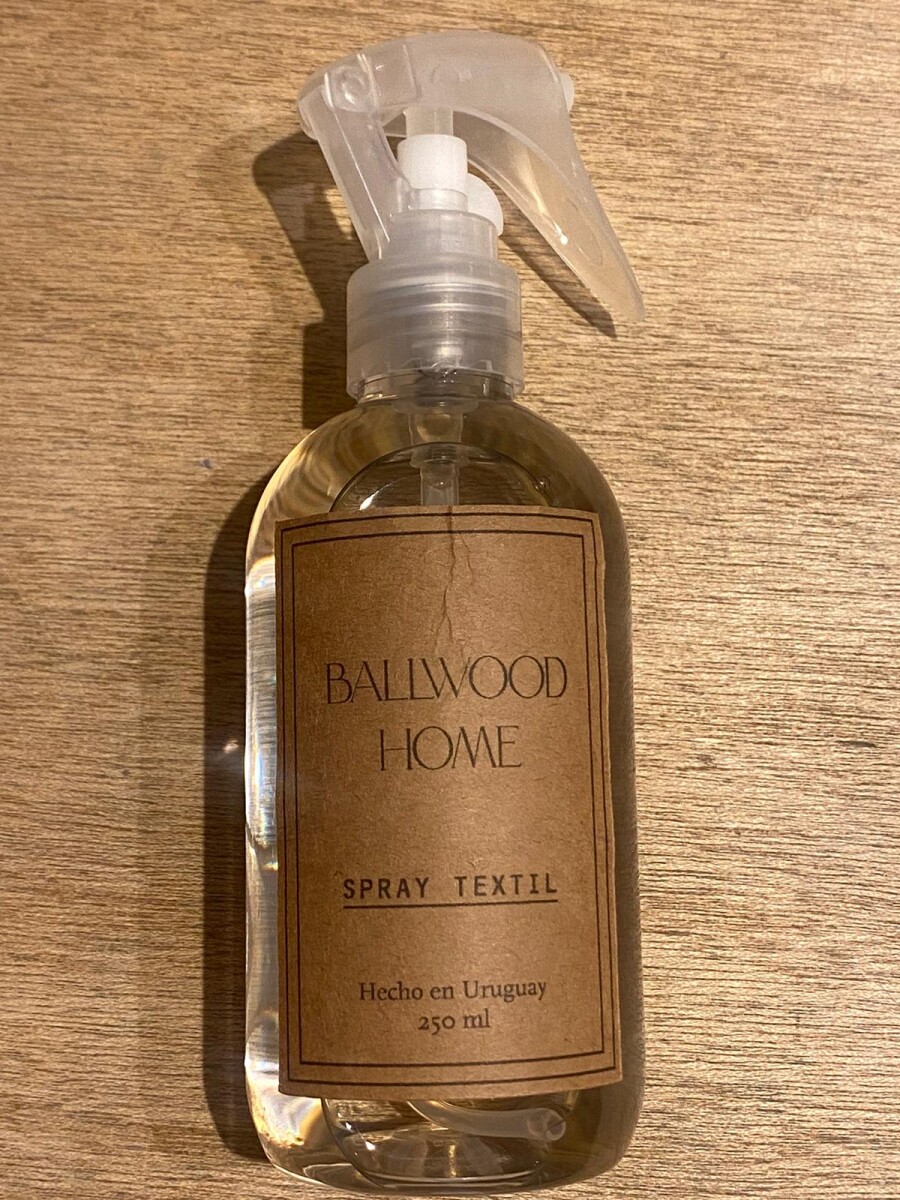 BALLWOOD
HOME
SPRAY TEXTIL
Hecho en Uruguay
250 ml